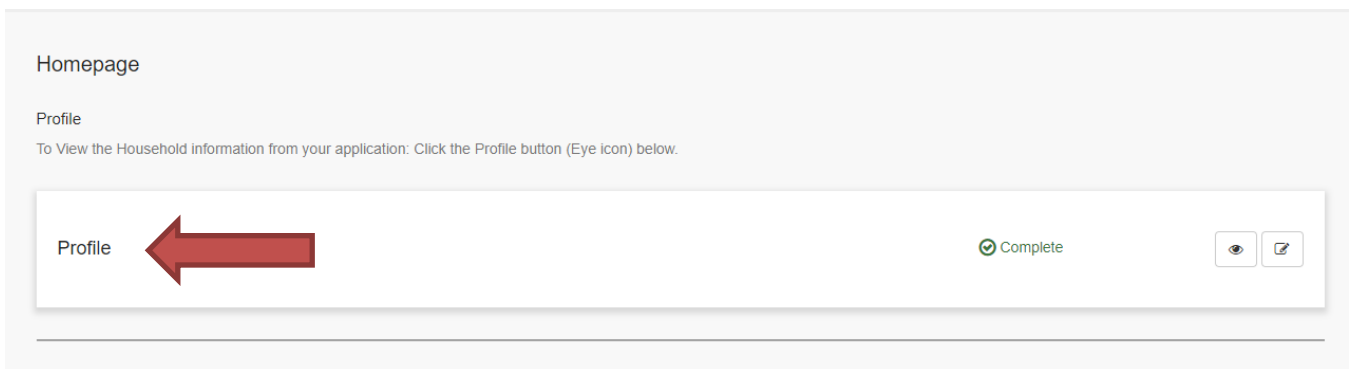 Homepage
Profile
To View the Household information from your application: Click the Profile button (Eye icon) below.
Profile
Complete